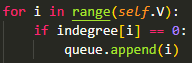 for i in range(self.V):
    if indegree[i] == 0:
        queue.append(i)